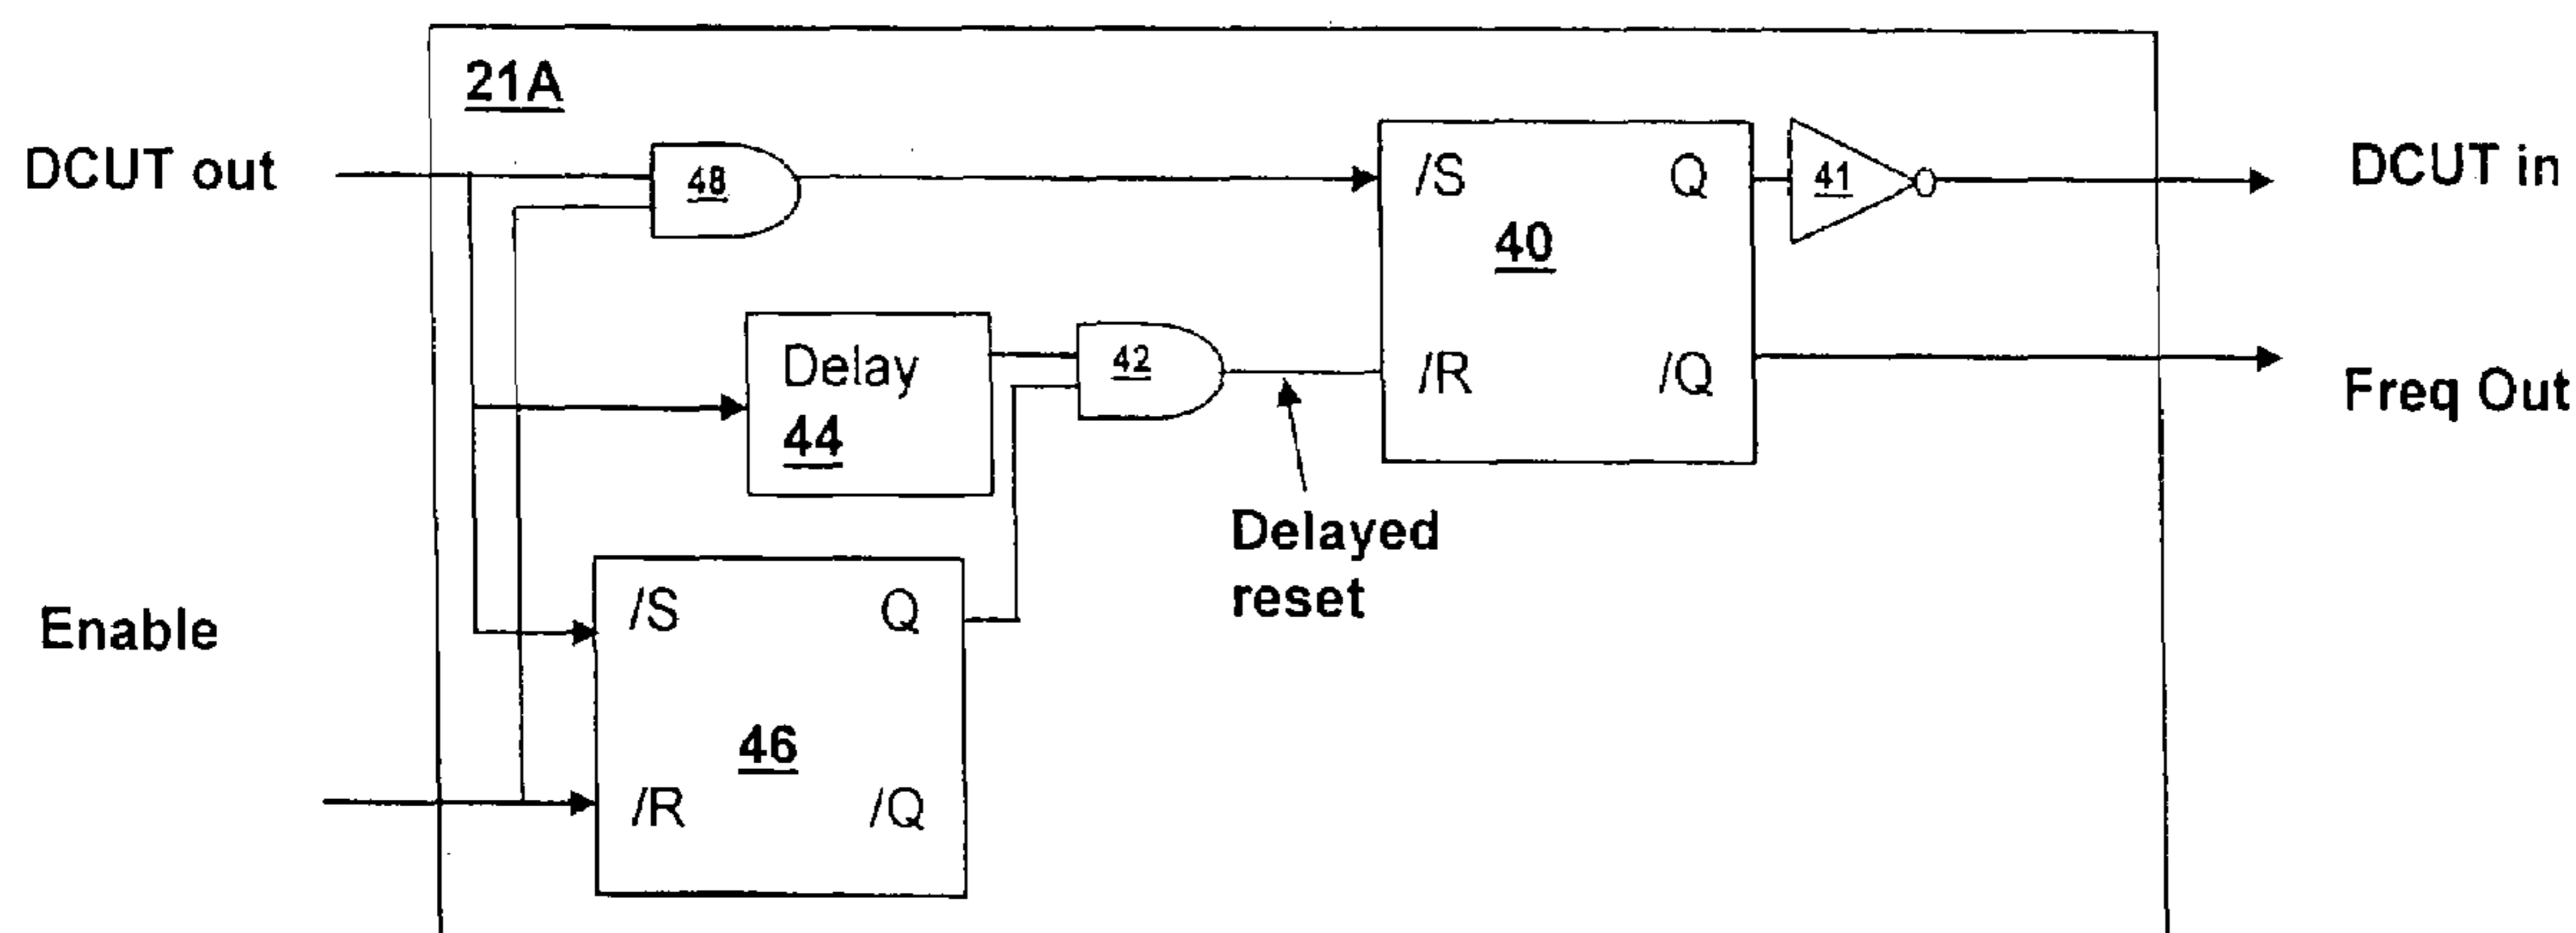 21A
DCUT out
48
/S
Q
41
DCUT in
40
Delay
44
42
/R
/Q
Freq Out
Delayed
reset
Enable
/S
Q
46
/R
/Q